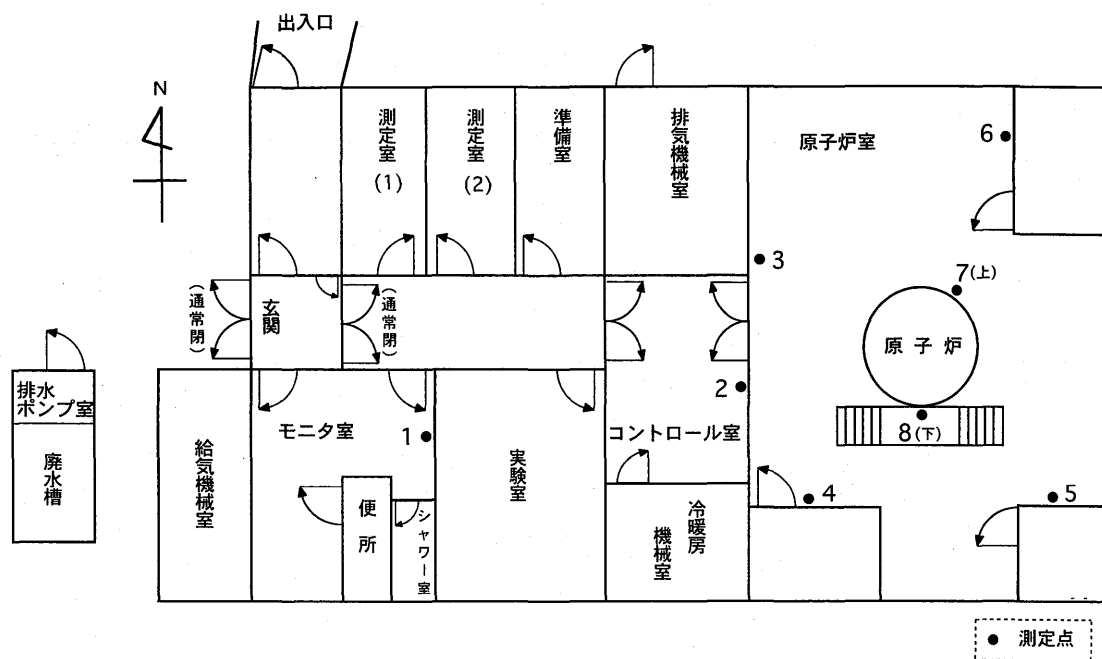 出入口
N
測定室
(1)
測定室
(2)
準備室
排気機械室
原子炉室
6
3
7(上)
(通常閉)
玄関
(通常閉)
原子炉
2
排水
ポンプ室
モニタ室
1
コントロール室
8(下)
廃水槽
給気機械室
実験室
4
5
便所
シャワー室
冷暖房
機械室
● 測定点